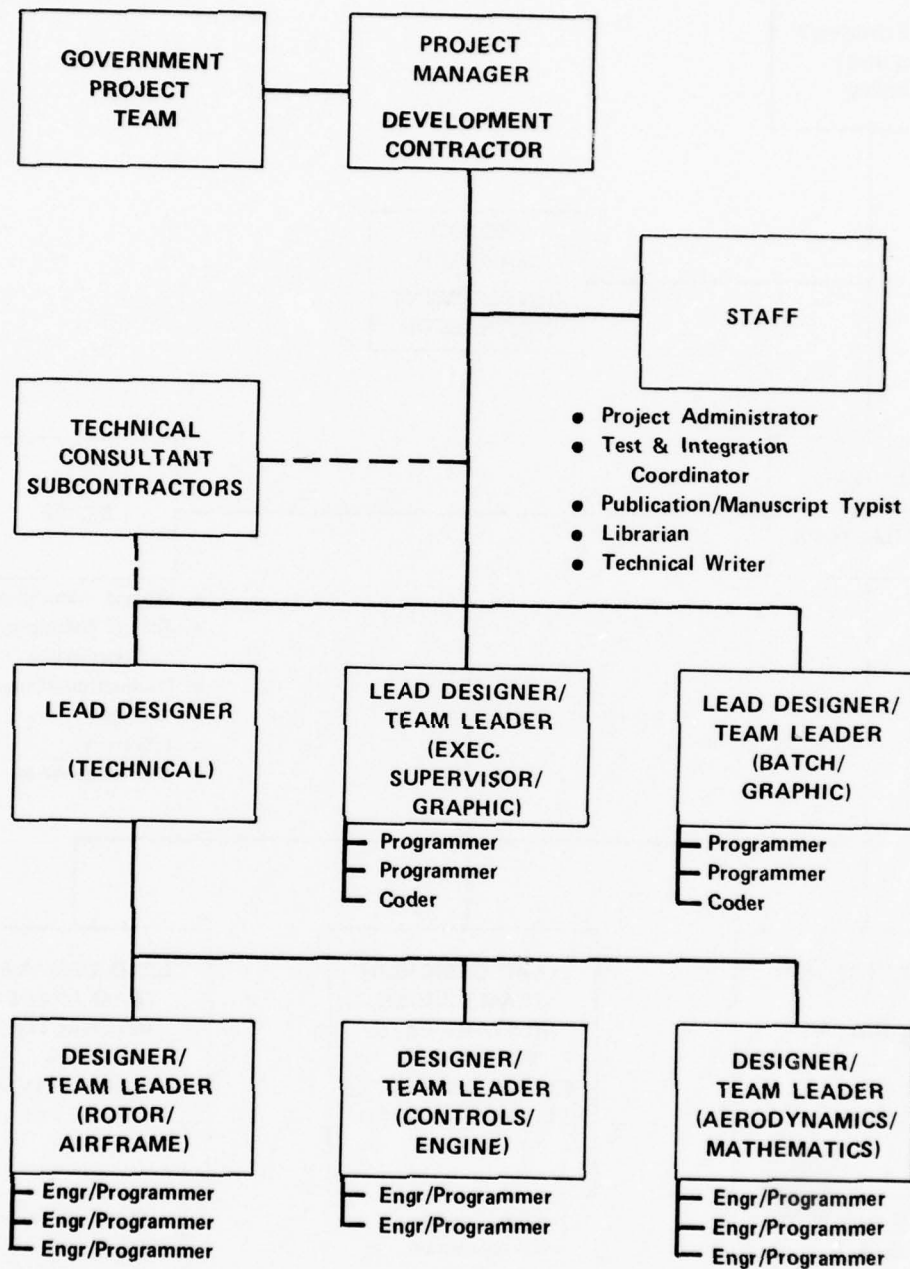 GOVERNMENT
PROJECT
TEAM
PROJECT
MANAGER
DEVELOPMENT
CONTRACTOR
STAFF
● Project Administrator
● Test & Integration
Coordinator
● Publication/Manuscript Typist
● Librarian
● Technical Writer
TECHNICAL
CONSULTANT
SUBCONTRACTORS
LEAD DESIGNER
(TECHNICAL)
LEAD DESIGNER/
TEAM LEADER
(EXEC.
SUPERVISOR/
GRAPHIC)
Programmer
Programmer
Coder
LEAD DESIGNER/
TEAM LEADER
(BATCH/
GRAPHIC)
Programmer
Programmer
Coder
DESIGNER/
TEAM LEADER
(ROTOR/
AIRFRAME)
Engr/Programmer
Engr/Programmer
Engr/Programmer
DESIGNER/
TEAM LEADER
(CONTROLS/
ENGINE)
Engr/Programmer
Engr/Programmer
DESIGNER/
TEAM LEADER
(AERODYNAMICS/
MATHEMATICS)
Engr/Programmer
Engr/Programmer
Engr/Programmer